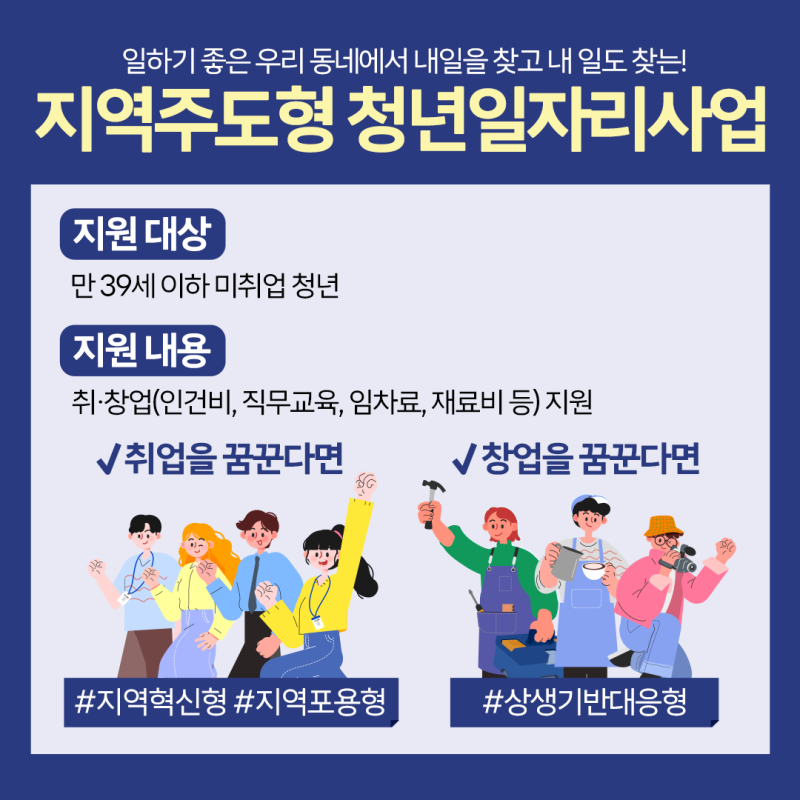 일하기 좋은 우리 동네에서 내일을 찾고 내 일도 찾는!
지역주도형 청년일자리사업
지원 대상
만 39세 이하 미취업 청년
지원 내용
취·창업(인건비, 직무교육, 임차료, 재료비 등) 지원
✓취업을 꿈꾼다면
✓창업을 꿈꾼다면
#지역혁신형 #지역포용형
#상생기반대응형